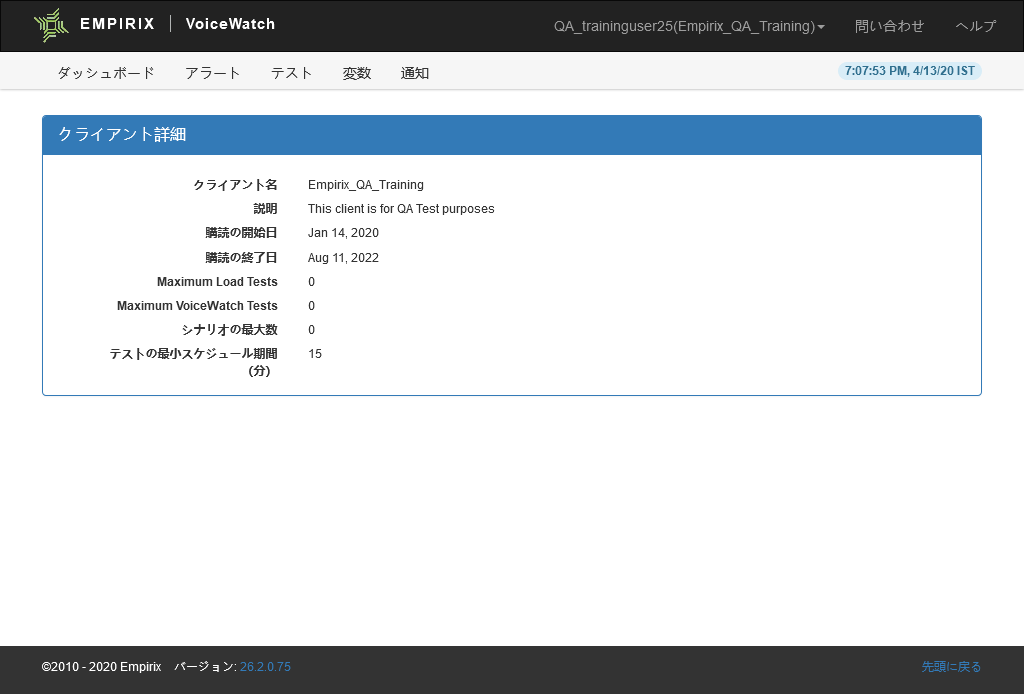 EMPIRIX | VoiceWatch
QA_traininguser25(Empirix_QA_Training)
問い合わせ
ヘルプ
ダッシュボード
アラート
テスト
変数
通知
7:07:53 PM, 4/13/20 IST
クライアント詳細
クライアント名 Empirix_QA_Training
説明 This client is for QA Test purposes
購読の開始日 Jan 14, 2020
購読の終了日 Aug 11, 2022
Maximum Load Tests 0
Maximum VoiceWatch Tests 0
シナリオの最大数 0
テストの最小スケジュール期間 15
(分)
©2010 - 2020 Empirix バージョン: 26.2.0.75
先頭に戻る